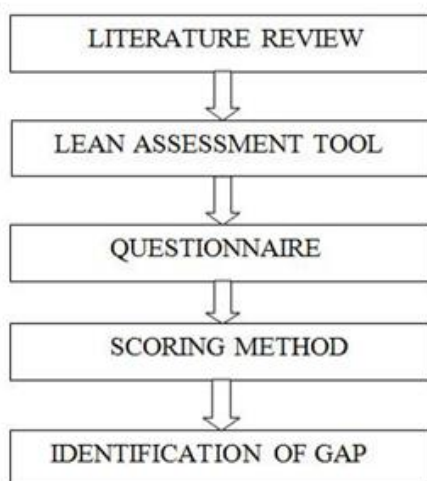 LITERATURE REVIEW
LEAN ASSESSMENT TOOL
QUESTIONNAIRE
SCORING METHOD
IDENTIFICATION OF GAP